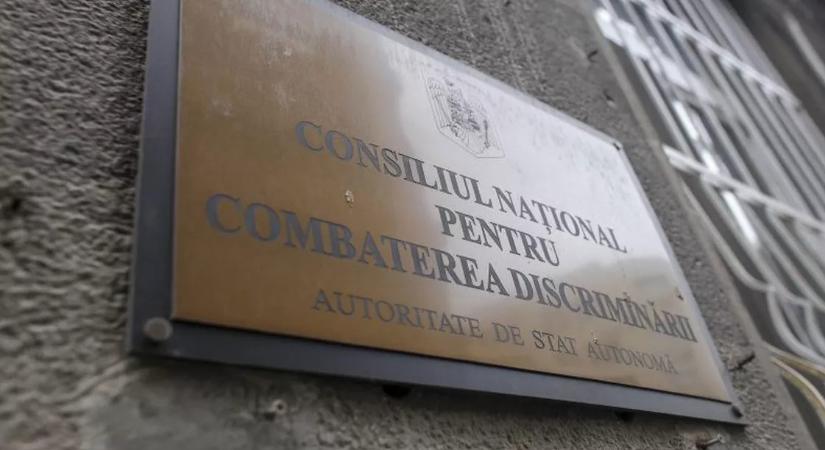 CONSILIUL NAȚIONAL
PENTRU
COMBATEREA DISCRIMINĂRII
AUTORITATE DE STAT AUTONOMĂ